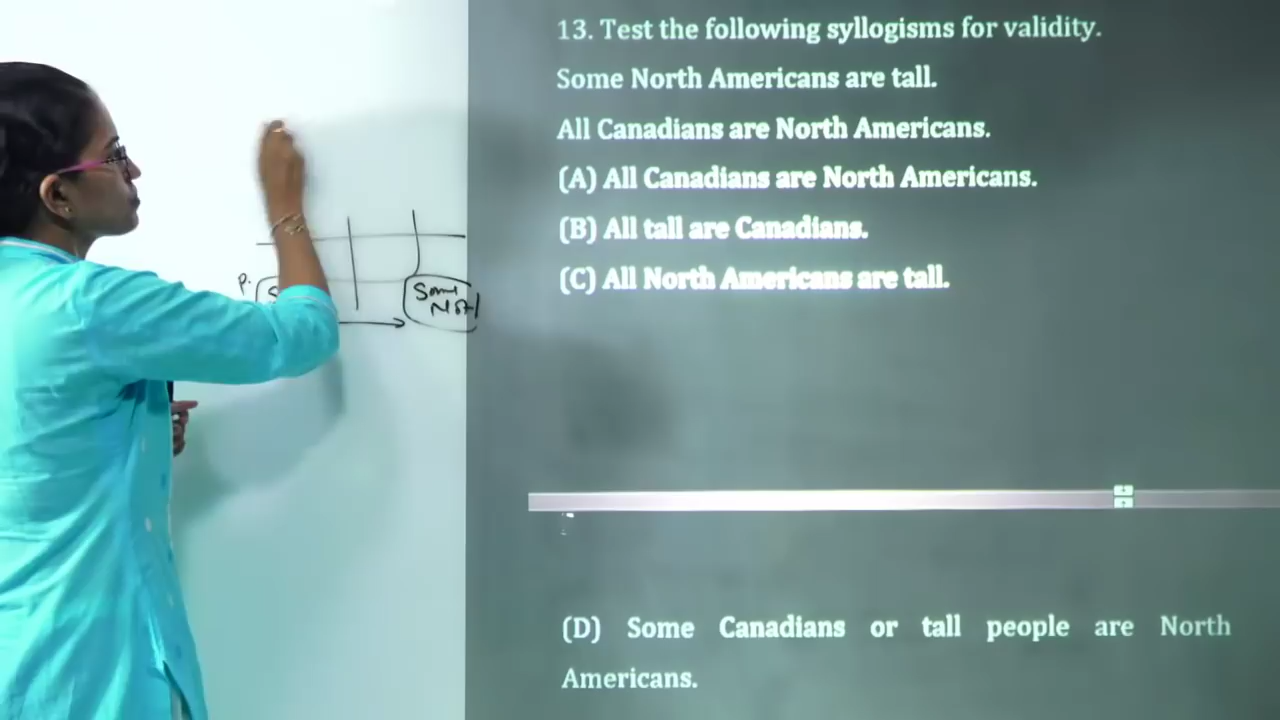 13. Test the following syllogisms for validity.
Some North Americans are tall.
All Canadians are North Americans.
(A) All Canadians are North Americans.
(B) All tall are Canadians.
(C) All North Americans are tall.
(D) Some Canadians or tall people are North
Americans.
P.
Some
Not